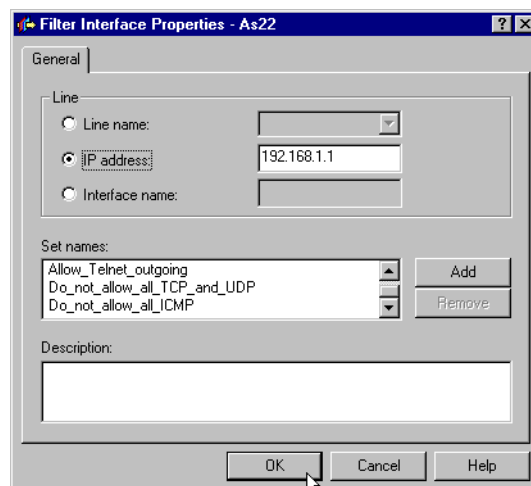 Filter Interface Properties - As22
General
Line
Line name:
IP address:
192.168.1.1
Interface name:
Set names:
Allow_Telnet_outgoing
Do_not_allow_all_TCP_and_UDP
Do_not_allow_all_ICMP
Add
Remove
Description:
OK
Cancel
Help